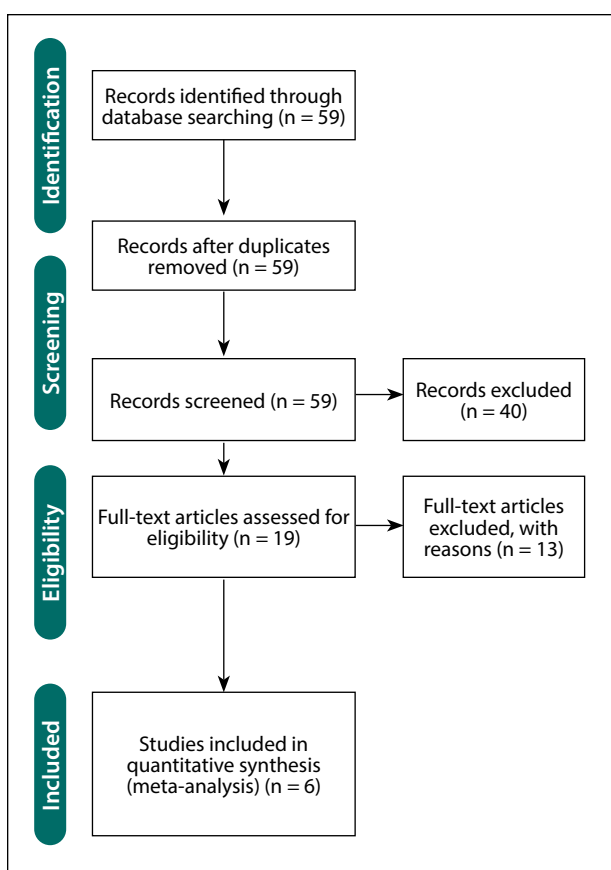 Identification
Records identified through
database searching (n = 59)
Records after duplicates
removed (n = 59)
Screening
Records screened (n = 59)
Records excluded
(n = 40)
Eligibility
Full-text articles assessed for
eligibility (n = 19)
Full-text articles
excluded, with
reasons (n = 13)
Included
Studies included in
quantitative synthesis
(meta-analysis) (n = 6)